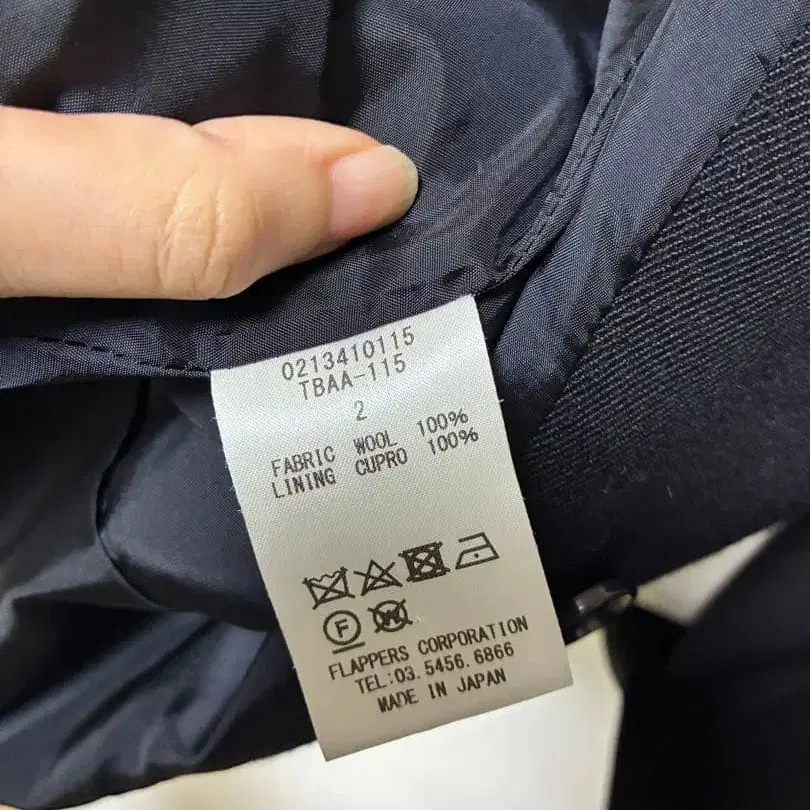 0213410115
TBAA-115
2
FABRIC WOOL 100%
LINING CUPRO 100%
F
W
FLAPPERS CORPORATION
TEL:03.5456.6866
MADE IN JAPAN